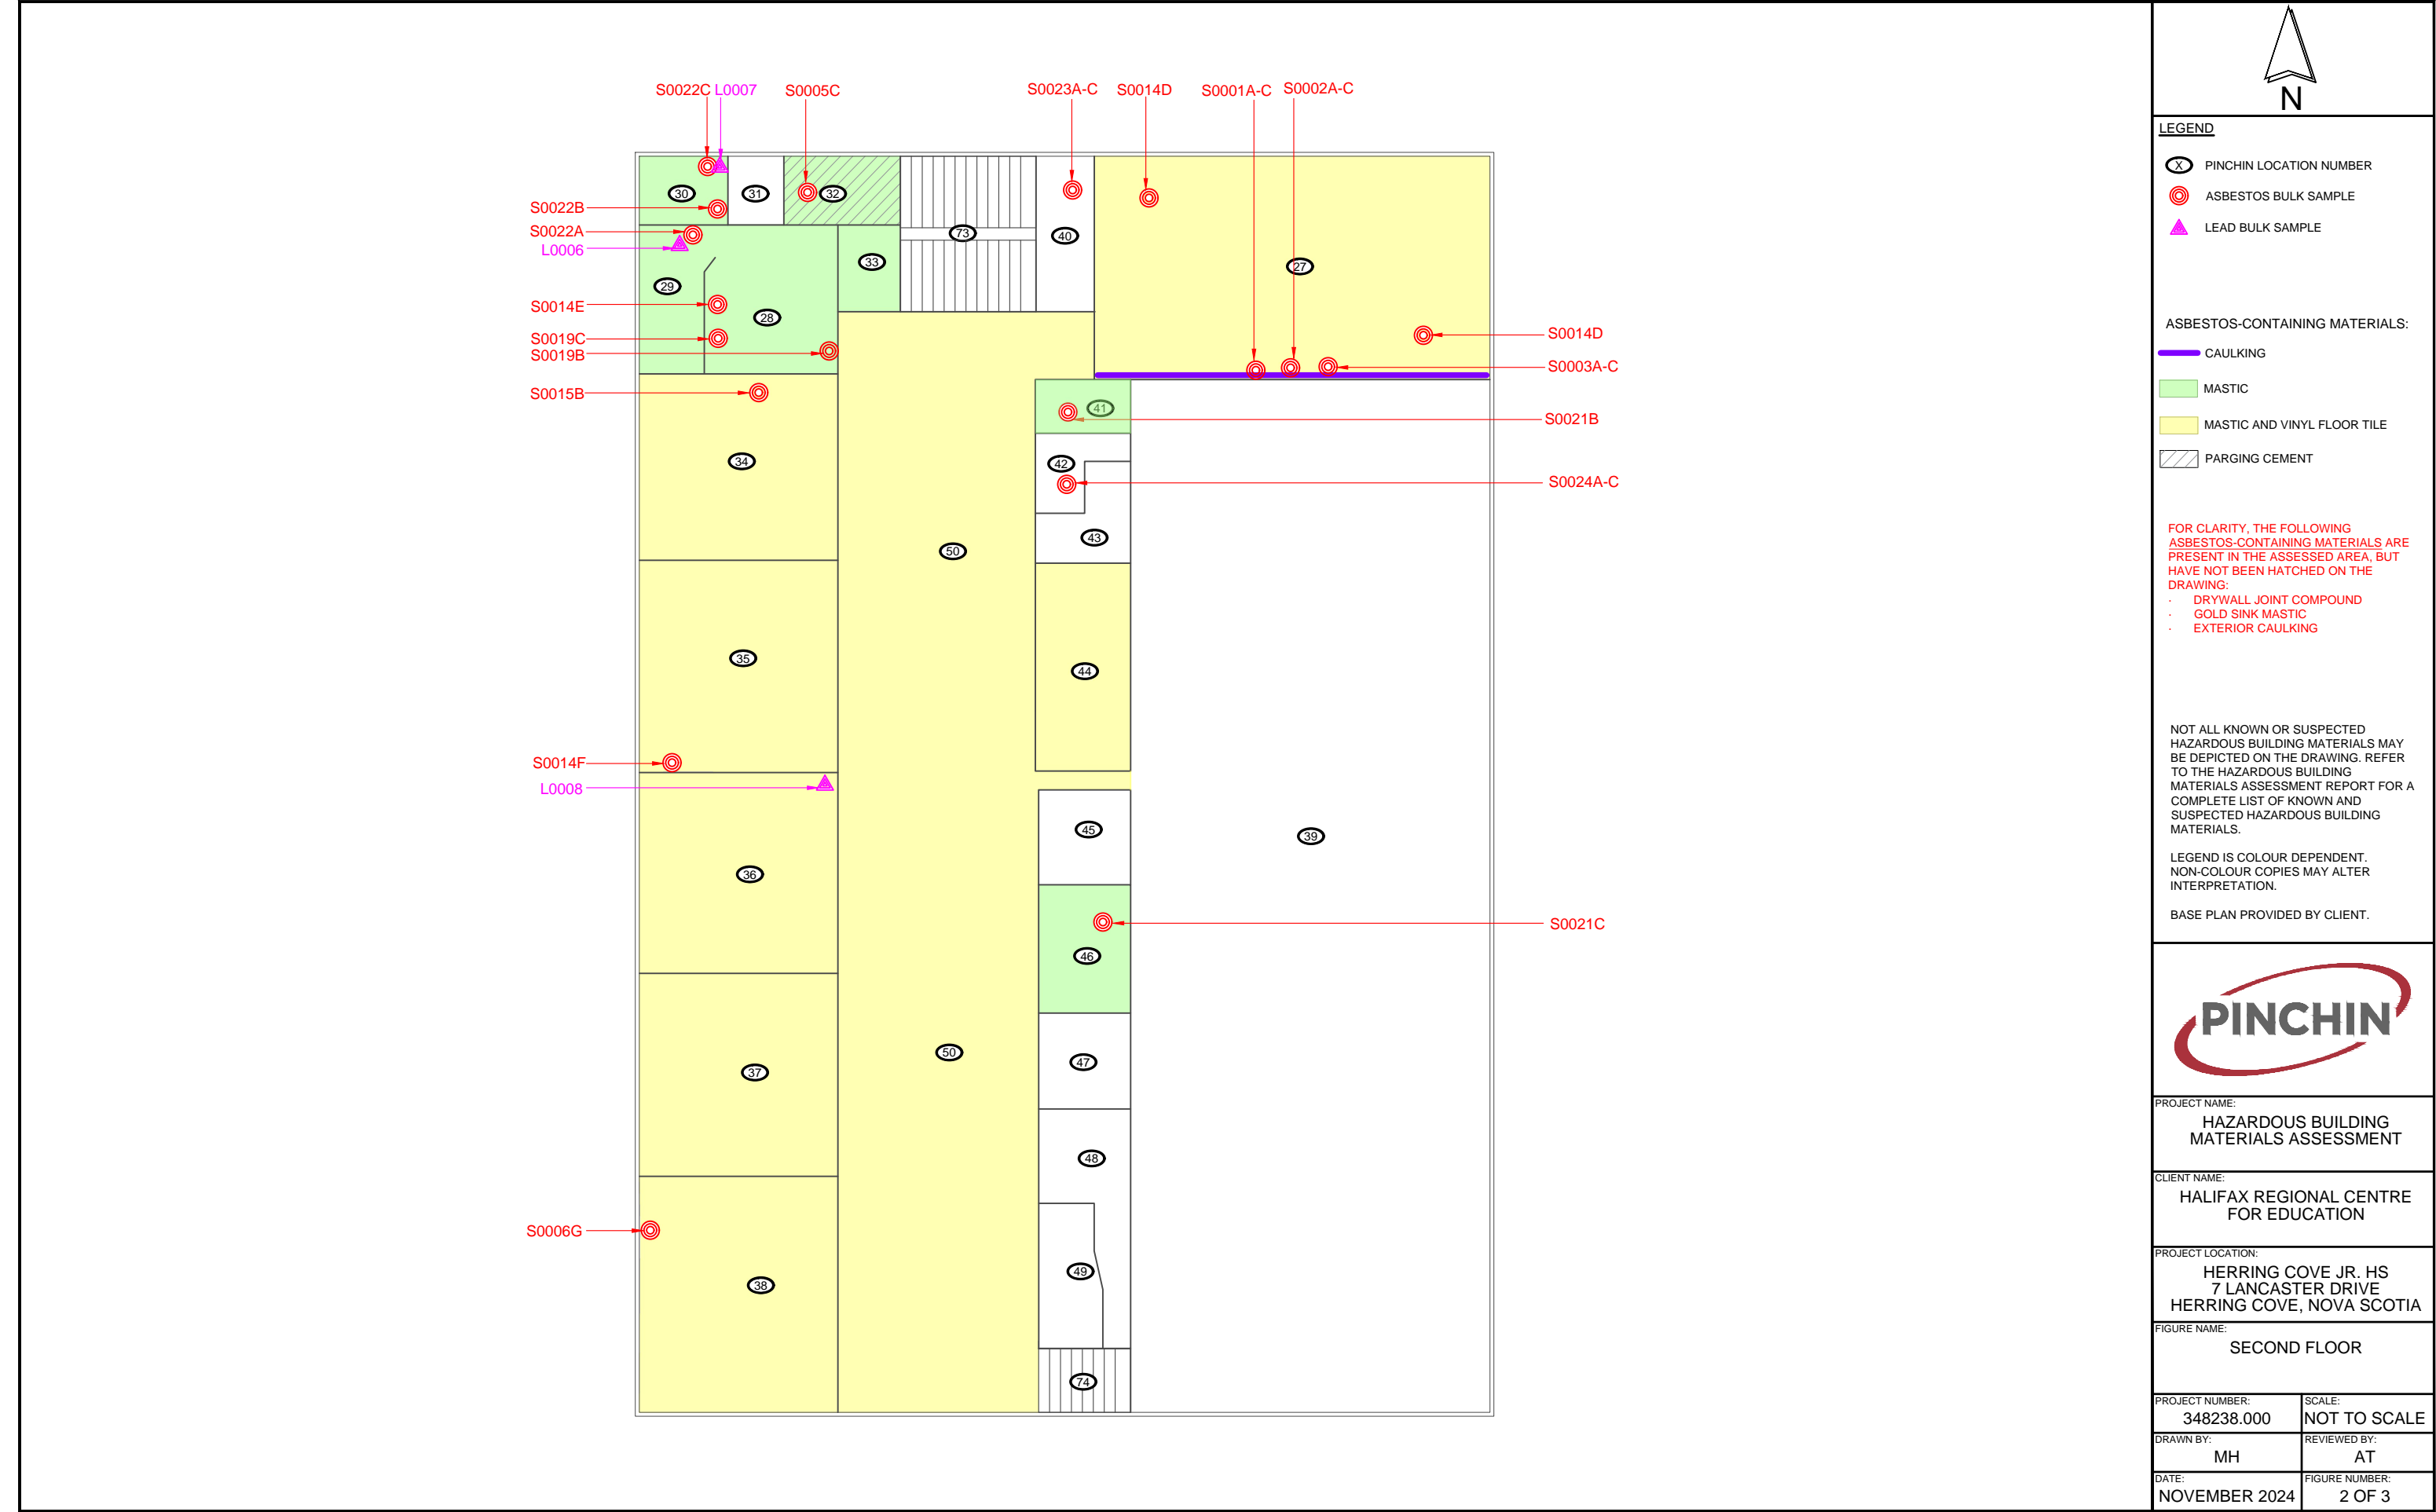 S0022C L0007 S0005C S0023A-C S0014D S0001A-C S0002A-C
30 31 32
S0022B
S0022A
L0006
73 40
33 27
29
S0014E
28
S0019C
S0019B
S0014D
S0003A-C
S0015B
41
S0021B
34 42
S0024A-C
43
50
35 44
S0014F
L0008
45 39
36
S0021C
46
50 47
37
48
S0006G
49
38
74
N
LEGEND
X PINCHIN LOCATION NUMBER
ASBESTOS BULK SAMPLE
LEAD BULK SAMPLE
ASBESTOS-CONTAINING MATERIALS:
CAULKING
MASTIC
MASTIC AND VINYL FLOOR TILE
PARGING CEMENT
FOR CLARITY, THE FOLLOWING
ASBESTOS-CONTAINING MATERIALS ARE
PRESENT IN THE ASSESSED AREA, BUT
HAVE NOT BEEN HATCHED ON THE
DRAWING:
· DRYWALL JOINT COMPOUND
· GOLD SINK MASTIC
· EXTERIOR CAULKING
NOT ALL KNOWN OR SUSPECTED
HAZARDOUS BUILDING MATERIALS MAY
BE DEPICTED ON THE DRAWING. REFER
TO THE HAZARDOUS BUILDING
MATERIALS ASSESSMENT REPORT FOR A
COMPLETE LIST OF KNOWN AND
SUSPECTED HAZARDOUS BUILDING
MATERIALS.
LEGEND IS COLOUR DEPENDENT.
NON-COLOUR COPIES MAY ALTER
INTERPRETATION.
BASE PLAN PROVIDED BY CLIENT.
PINCHIN
PROJECT NAME:
HAZARDOUS BUILDING
MATERIALS ASSESSMENT
CLIENT NAME:
HALIFAX REGIONAL CENTRE
FOR EDUCATION
PROJECT LOCATION:
HERRING COVE JR. HS
7 LANCASTER DRIVE
HERRING COVE, NOVA SCOTIA
FIGURE NAME:
SECOND FLOOR
PROJECT NUMBER: SCALE:
348238.000 NOT TO SCALE
DRAWN BY: REVIEWED BY:
MH AT
DATE: FIGURE NUMBER:
NOVEMBER 2024 2 OF 3